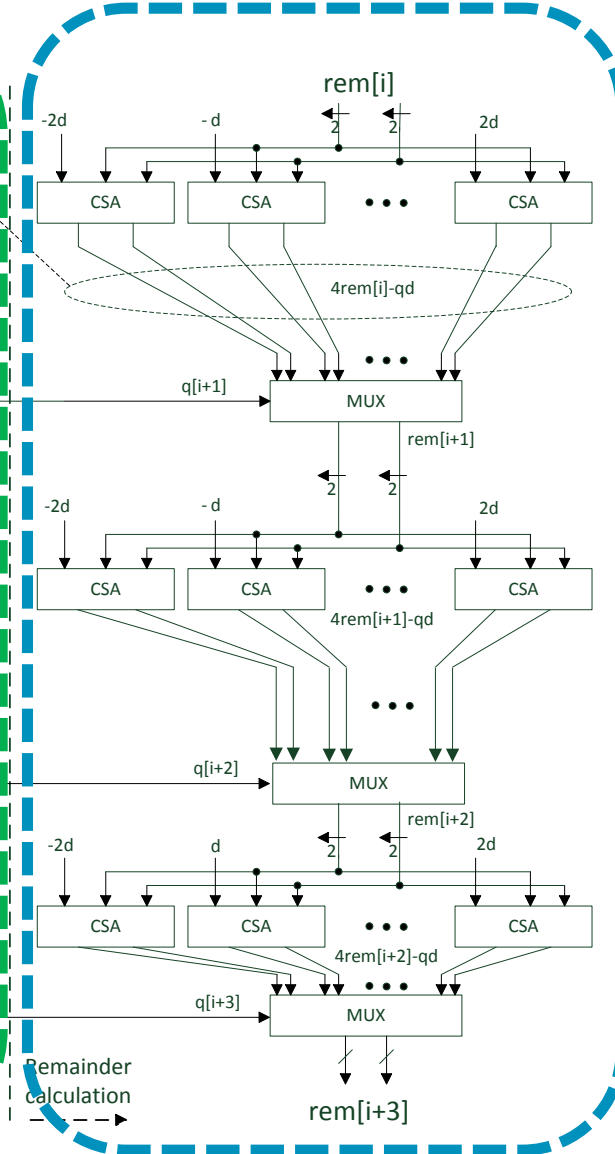 rem[i]
2 2
-2d - d 2d
CSA CSA CSA
4rem[i]-qd
q[i+1]
MUX
rem[i+1]
2 2
-2d - d 2d
CSA CSA CSA
4rem[i+1]-qd
q[i+2]
MUX
rem[i+2]
2 2
-2d d 2d
CSA CSA CSA
4rem[i+2]-qd
q[i+3]
MUX
Remainder
calculation
rem[i+3]